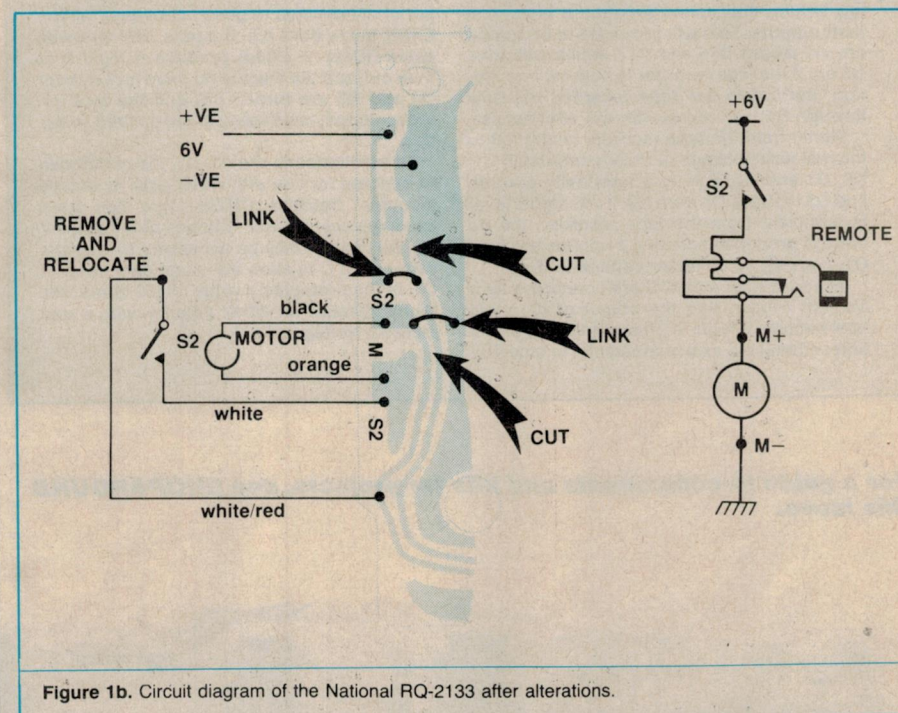 +VE
6V
−VE
REMOVE
AND
RELOCATE
LINK
CUT
S2
black
S2
MOTOR
M
LINK
orange
white
S2
CUT
white/red
+6V
S2
REMOTE
M+
M
M−
Figure 1b. Circuit diagram of the National RQ-2133 after alterations.